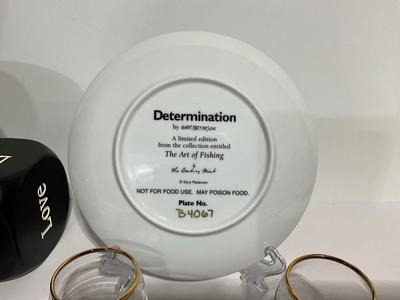 Determination
by GARY PATTERSON
A limited edition
from the collection entitled
The Art of Fishing
&
the Danbury Mint
© Gary Patterson
NOT FOR FOOD USE. MAY POISON FOOD.
Plate No.
B4067
Love